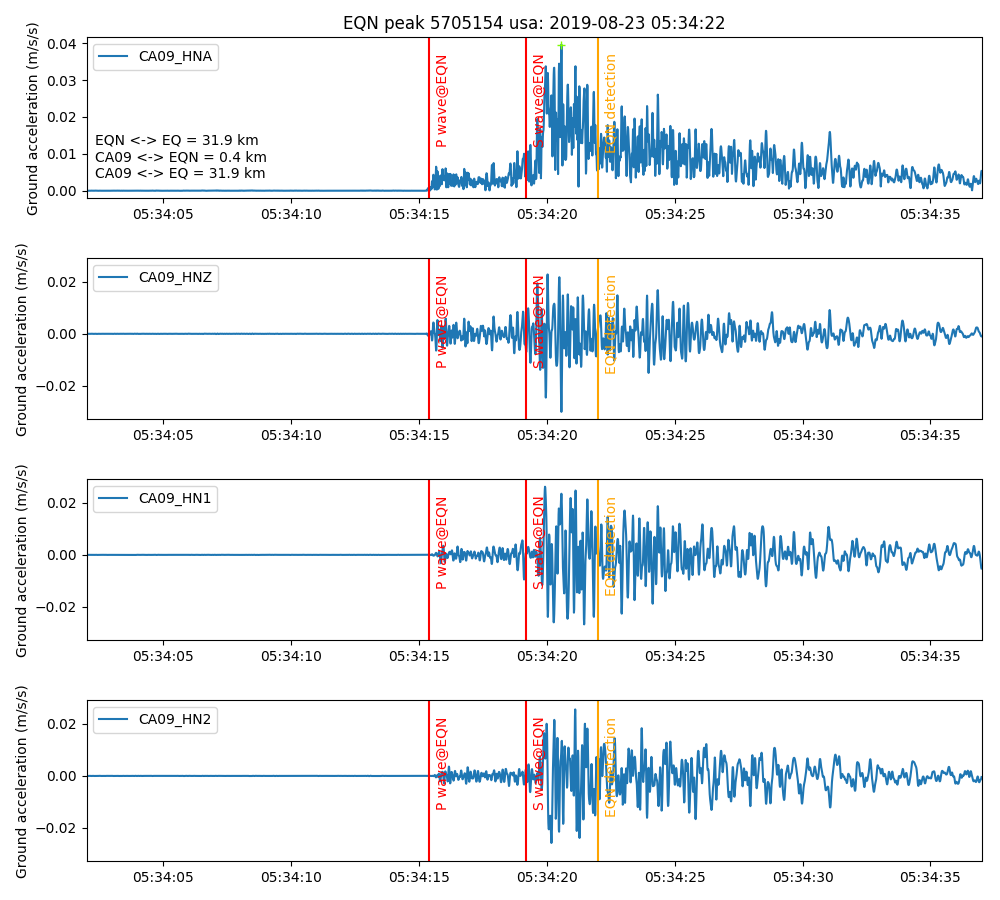 EQN peak 5705154 usa: 2019-08-23 05:34:22
Ground acceleration (m/s/s)
0.04
0.03
0.02
0.01
0.00
CA09_HNA
EQN <-> EQ = 31.9 km
CA09 <-> EQN = 0.4 km
CA09 <-> EQ = 31.9 km
P wave@EQN
S wave@EQN
EQN detection
05:34:05 05:34:10 05:34:15 05:34:20 05:34:25 05:34:30 05:34:35
Ground acceleration (m/s/s)
0.02
0.00
−0.02
CA09_HNZ
P wave@EQN
S wave@EQN
EQN detection
05:34:05 05:34:10 05:34:15 05:34:20 05:34:25 05:34:30 05:34:35
Ground acceleration (m/s/s)
0.02
0.00
−0.02
CA09_HN1
P wave@EQN
S wave@EQN
EQN detection
05:34:05 05:34:10 05:34:15 05:34:20 05:34:25 05:34:30 05:34:35
Ground acceleration (m/s/s)
0.02
0.00
−0.02
CA09_HN2
P wave@EQN
S wave@EQN
EQN detection
05:34:05 05:34:10 05:34:15 05:34:20 05:34:25 05:34:30 05:34:35